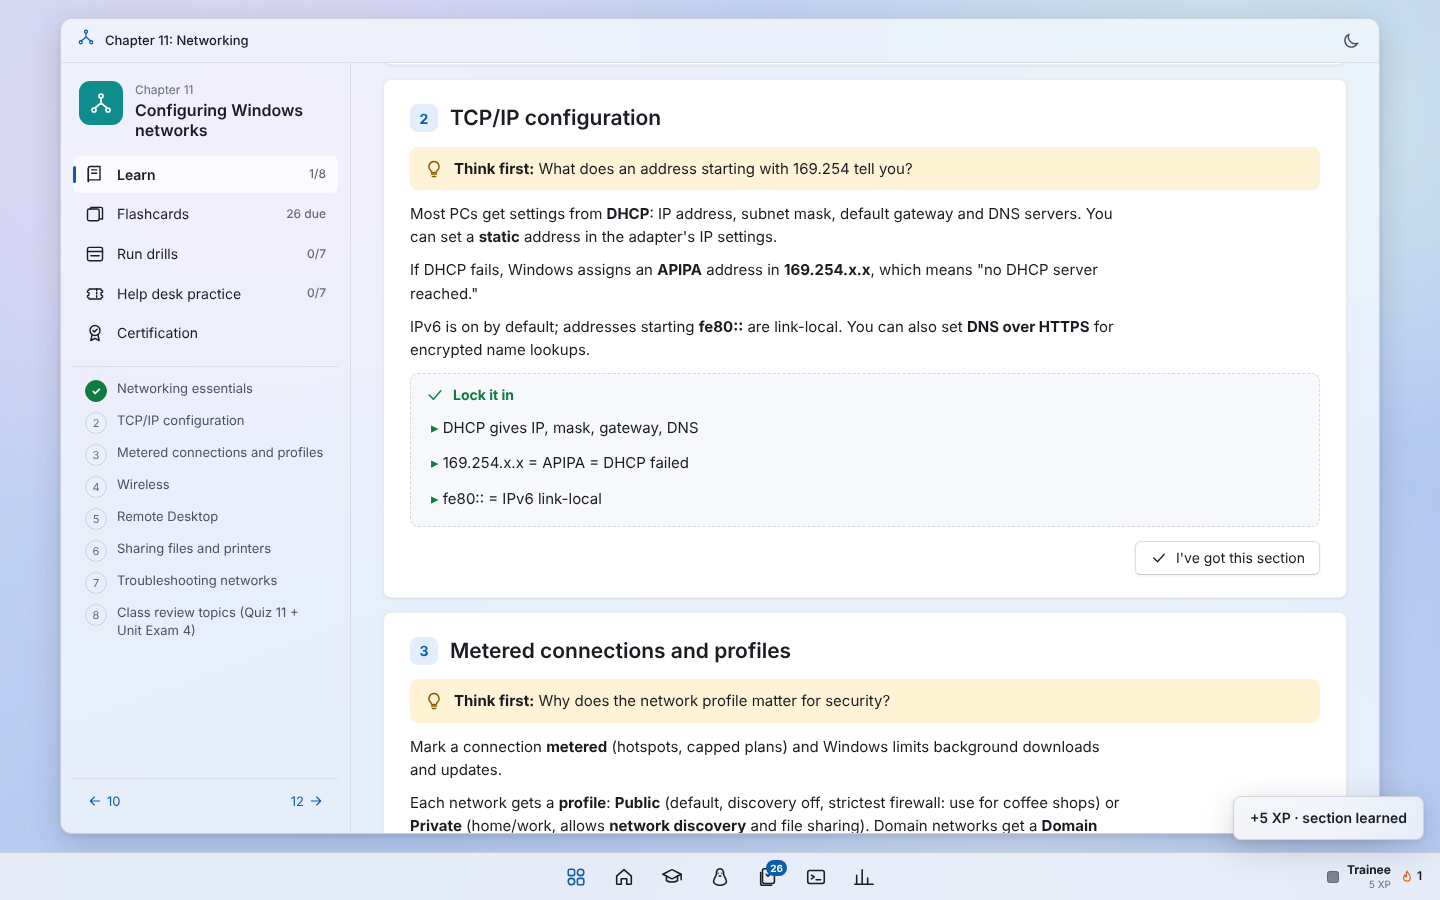 Chapter 11: Networking
Chapter 11
Configuring Windows
networks
Learn 1/8
Flashcards 26 due
Run drills 0/7
Help desk practice 0/7
Certification
Networking essentials
2 TCP/IP configuration
3 Metered connections and profiles
4 Wireless
5 Remote Desktop
6 Sharing files and printers
7 Troubleshooting networks
8 Class review topics (Quiz 11 +
Unit Exam 4)
← 10 12 →
2 TCP/IP configuration
Think first: What does an address starting with 169.254 tell you?
Most PCs get settings from DHCP: IP address, subnet mask, default gateway and DNS servers. You
can set a static address in the adapter's IP settings.
If DHCP fails, Windows assigns an APIPA address in 169.254.x.x, which means "no DHCP server
reached."
IPv6 is on by default; addresses starting fe80:: are link-local. You can also set DNS over HTTPS for
encrypted name lookups.
Lock it in
▸ DHCP gives IP, mask, gateway, DNS
▸ 169.254.x.x = APIPA = DHCP failed
▸ fe80:: = IPv6 link-local
I've got this section
3 Metered connections and profiles
Think first: Why does the network profile matter for security?
Mark a connection metered (hotspots, capped plans) and Windows limits background downloads
and updates.
Each network gets a profile: Public (default, discovery off, strictest firewall: use for coffee shops) or
Private (home/work, allows network discovery and file sharing). Domain networks get a Domain
+5 XP · section learned
26
Trainee
5 XP
1